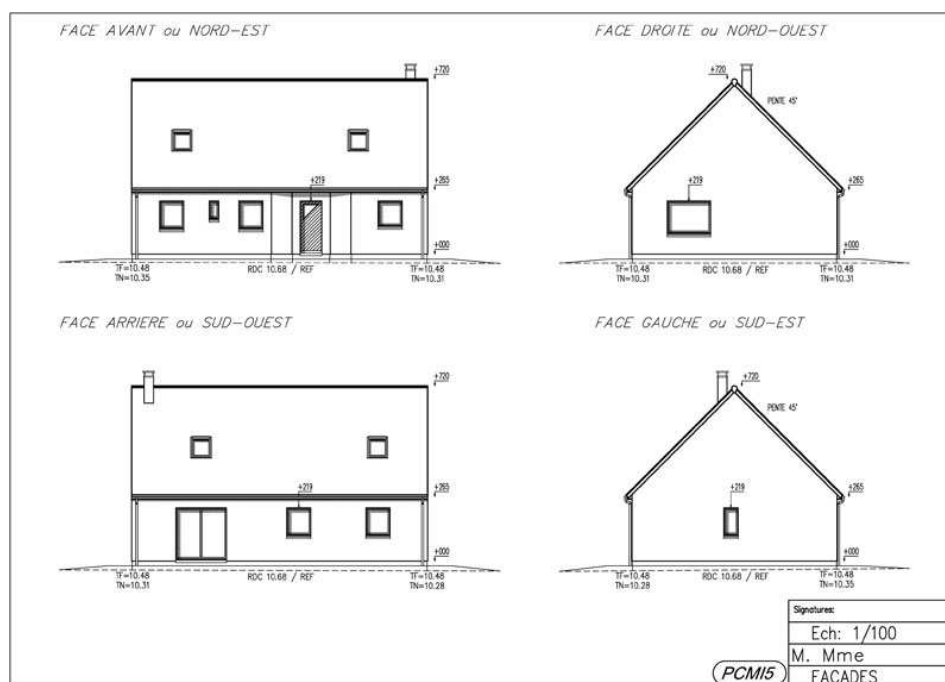 FACE AVANT ou NORD-EST
+720
+265
+219
+000
TF=10.48
TN=10.35
RDC 10.68 / REF
TF=10.48
TN=10.31
FACE DROITE ou NORD-OUEST
+720
PENTE 45°
+265
+219
+000
TF=10.48
TN=10.31
RDC 10.68 / REF
TF=10.48
TN=10.31
FACE ARRIERE ou SUD-OUEST
+720
+265
+219
+000
TF=10.48
TN=10.31
RDC 10.68 / REF
TF=10.48
TN=10.28
FACE GAUCHE ou SUD-EST
+720
PENTE 45°
+265
+219
+000
TF=10.48
TN=10.28
RDC 10.68 / REF
TF=10.48
TN=10.35
Signatures:
Ech: 1/100
M. Mme
PCMI5
FACADES